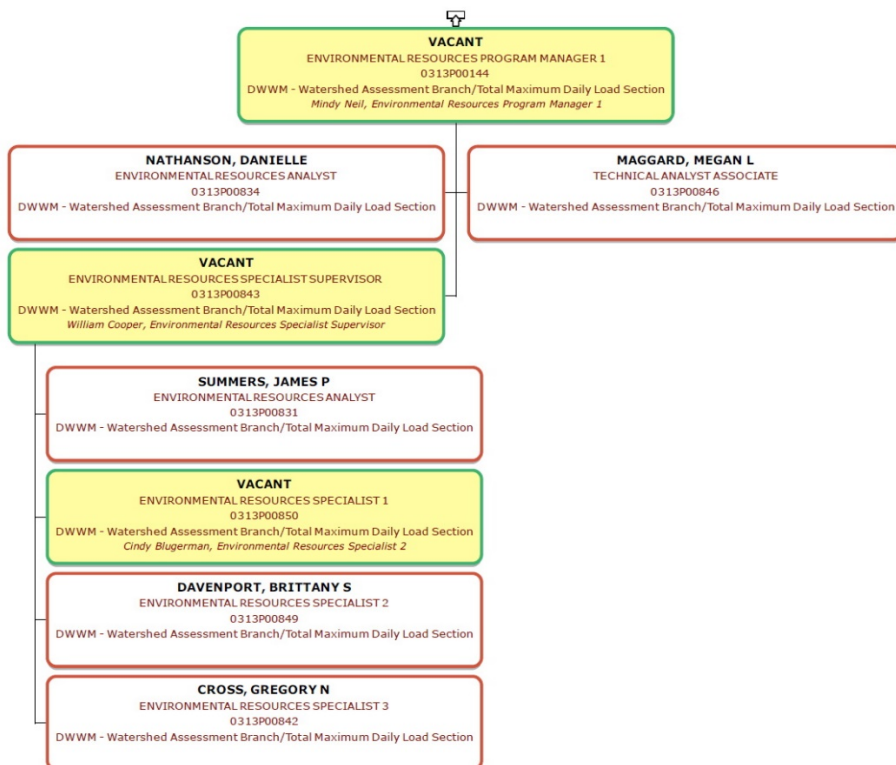 VACANT
ENVIRONMENTAL RESOURCES PROGRAM MANAGER 1
0313P00144
DWWM - Watershed Assessment Branch/Total Maximum Daily Load Section
Mindy Neil, Environmental Resources Program Manager 1
NATHANSON, DANIELLE
ENVIRONMENTAL RESOURCES ANALYST
0313P00834
DWWM - Watershed Assessment Branch/Total Maximum Daily Load Section
MAGGARD, MEGAN L
TECHNICAL ANALYST ASSOCIATE
0313P00846
DWWM - Watershed Assessment Branch/Total Maximum Daily Load Section
VACANT
ENVIRONMENTAL RESOURCES SPECIALIST SUPERVISOR
0313P00843
DWWM - Watershed Assessment Branch/Total Maximum Daily Load Section
William Cooper, Environmental Resources Specialist Supervisor
SUMMERS, JAMES P
ENVIRONMENTAL RESOURCES ANALYST
0313P00831
DWWM - Watershed Assessment Branch/Total Maximum Daily Load Section
VACANT
ENVIRONMENTAL RESOURCES SPECIALIST 1
0313P00850
DWWM - Watershed Assessment Branch/Total Maximum Daily Load Section
Cindy Blugerman, Environmental Resources Specialist 2
DAVENPORT, BRITTANY S
ENVIRONMENTAL RESOURCES SPECIALIST 2
0313P00849
DWWM - Watershed Assessment Branch/Total Maximum Daily Load Section
CROSS, GREGORY N
ENVIRONMENTAL RESOURCES SPECIALIST 3
0313P00842
DWWM - Watershed Assessment Branch/Total Maximum Daily Load Section